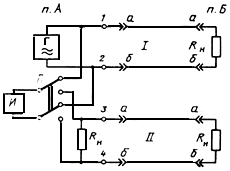 п. А
п. Б
1 а а
I Rн
2 б б
П
И
3 а а
Rн II Rн
4 б б